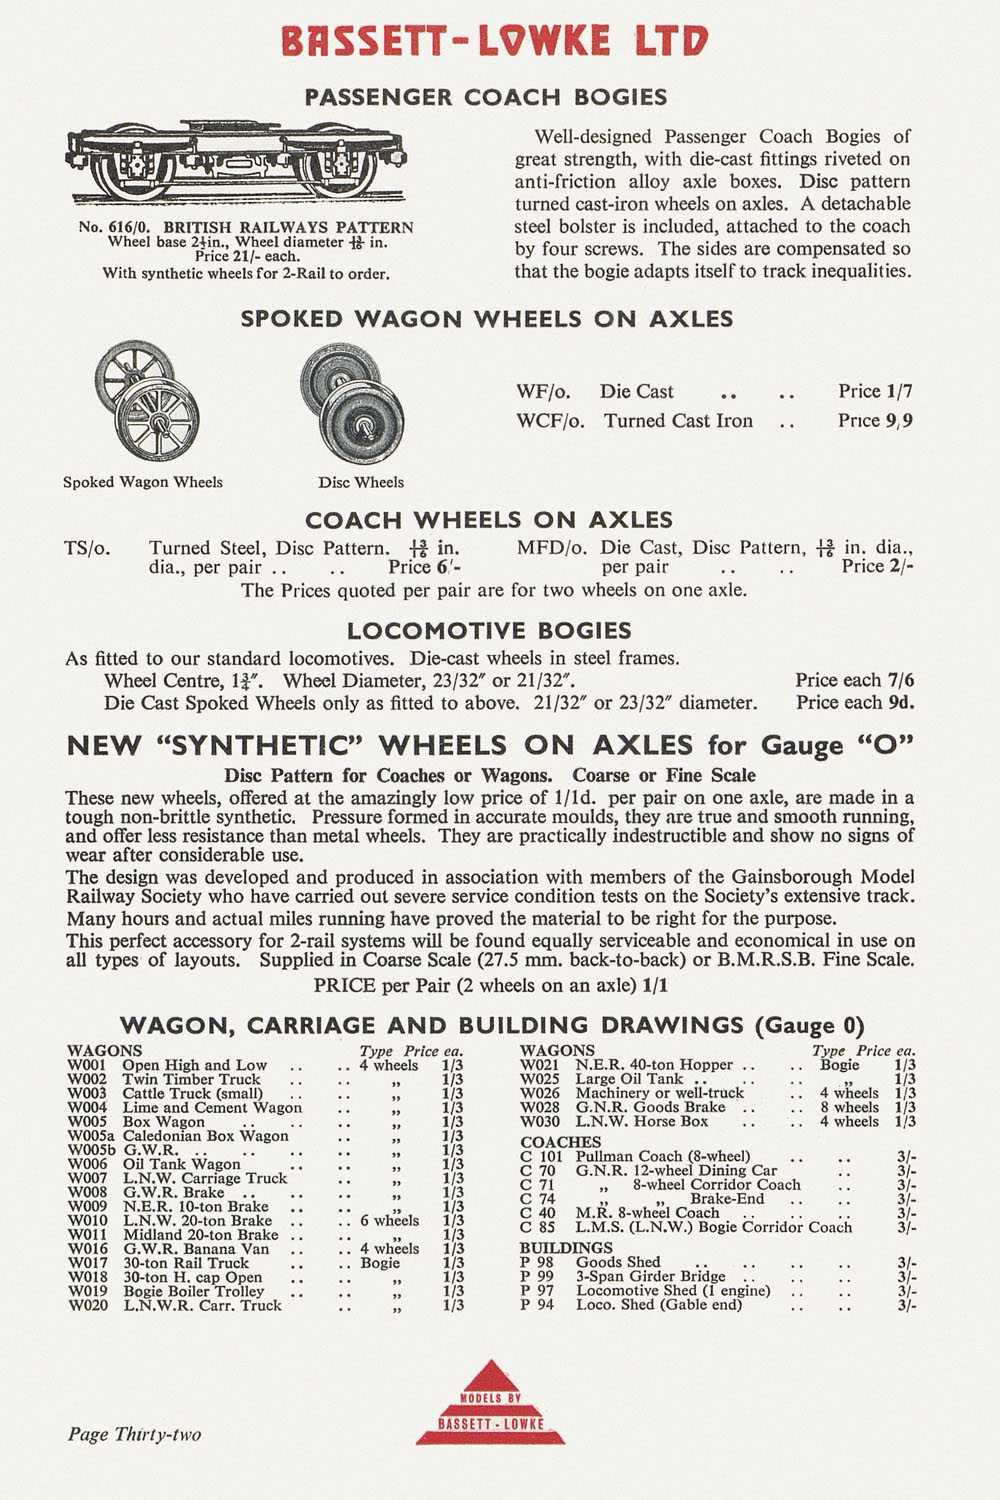 BASSETT-LOWKE LTD
PASSENGER COACH BOGIES
No. 616/0. BRITISH RAILWAYS PATTERN
Wheel base 2½in., Wheel diameter 13/16 in.
Price 21/- each.
With synthetic wheels for 2-Rail to order.
Well-designed Passenger Coach Bogies of
great strength, with die-cast fittings riveted on
anti-friction alloy axle boxes. Disc pattern
turned cast-iron wheels on axles. A detachable
steel bolster is included, attached to the coach
by four screws. The sides are compensated so
that the bogie adapts itself to track inequalities.
SPOKED WAGON WHEELS ON AXLES
Spoked Wagon Wheels
Disc Wheels
WF/o. Die Cast .. .. Price 1/7
WCF/o. Turned Cast Iron .. Price 9/9
COACH WHEELS ON AXLES
TS/o. Turned Steel, Disc Pattern. 13/16 in.
dia., per pair .. .. Price 6/-
MFD/o. Die Cast, Disc Pattern, 13/16 in. dia.,
per pair .. .. Price 2/-
The Prices quoted per pair are for two wheels on one axle.
LOCOMOTIVE BOGIES
As fitted to our standard locomotives. Die-cast wheels in steel frames.
Wheel Centre, 1¾″. Wheel Diameter, 23/32″ or 21/32″. Price each 7/6
Die Cast Spoked Wheels only as fitted to above. 21/32″ or 23/32″ diameter. Price each 9d.
NEW “SYNTHETIC” WHEELS ON AXLES for Gauge “O”
Disc Pattern for Coaches or Wagons. Coarse or Fine Scale
These new wheels, offered at the amazingly low price of 1/1d. per pair on one axle, are made in a
tough non-brittle synthetic. Pressure formed in accurate moulds, they are true and smooth running,
and offer less resistance than metal wheels. They are practically indestructible and show no signs of
wear after considerable use.
The design was developed and produced in association with members of the Gainsborough Model
Railway Society who have carried out severe service condition tests on the Society’s extensive track.
Many hours and actual miles running have proved the material to be right for the purpose.
This perfect accessory for 2-rail systems will be found equally serviceable and economical in use on
all types of layouts. Supplied in Coarse Scale (27.5 mm. back-to-back) or B.M.R.S.B. Fine Scale.
PRICE per Pair (2 wheels on an axle) 1/1
WAGON, CARRIAGE AND BUILDING DRAWINGS (Gauge 0)
WAGONS Type Price ea.
W001 Open High and Low .. .. 4 wheels 1/3
W002 Twin Timber Truck .. „ 1/3
W003 Cattle Truck (small) .. „ 1/3
W004 Lime and Cement Wagon .. „ 1/3
W005 Box Wagon .. .. .. „ 1/3
W005a Caledonian Box Wagon .. „ 1/3
W005b G.W.R. .. .. .. .. „ 1/3
W006 Oil Tank Wagon .. .. „ 1/3
W007 L.N.W. Carriage Truck .. „ 1/3
W008 G.W.R. Brake .. .. .. „ 1/3
W009 N.E.R. 10-ton Brake .. .. „ 1/3
W010 L.N.W. 20-ton Brake .. .. 6 wheels 1/3
W011 Midland 20-ton Brake .. .. „ 1/3
W016 G.W.R. Banana Van .. .. 4 wheels 1/3
W017 30-ton Rail Truck .. .. Bogie 1/3
W018 30-ton H. cap Open .. .. „ 1/3
W019 Bogie Boiler Trolley .. .. „ 1/3
W020 L.N.W.R. Carr. Truck .. „ 1/3
WAGONS Type Price ea.
W021 N.E.R. 40-ton Hopper .. .. Bogie 1/3
W025 Large Oil Tank .. .. „ 1/3
W026 Machinery or well-truck .. 4 wheels 1/3
W028 G.N.R. Goods Brake .. .. 8 wheels 1/3
W030 L.N.W. Horse Box .. .. 4 wheels 1/3
COACHES
C 101 Pullman Coach (8-wheel) .. .. 3/-
C 70 G.N.R. 12-wheel Dining Car .. .. 3/-
C 71 „ 8-wheel Corridor Coach .. 3/-
C 74 „ „ Brake-End .. .. 3/-
C 40 M.R. 8-wheel Coach .. .. .. 3/-
C 85 L.M.S. (L.N.W.) Bogie Corridor Coach 3/-
BUILDINGS
P 98 Goods Shed .. .. .. .. 3/-
P 99 3-Span Girder Bridge .. .. .. 3/-
P 97 Locomotive Shed (1 engine) .. .. 3/-
P 94 Loco. Shed (Gable end) .. .. 3/-
MODELS BY
BASSETT-LOWKE
Page Thirty-two